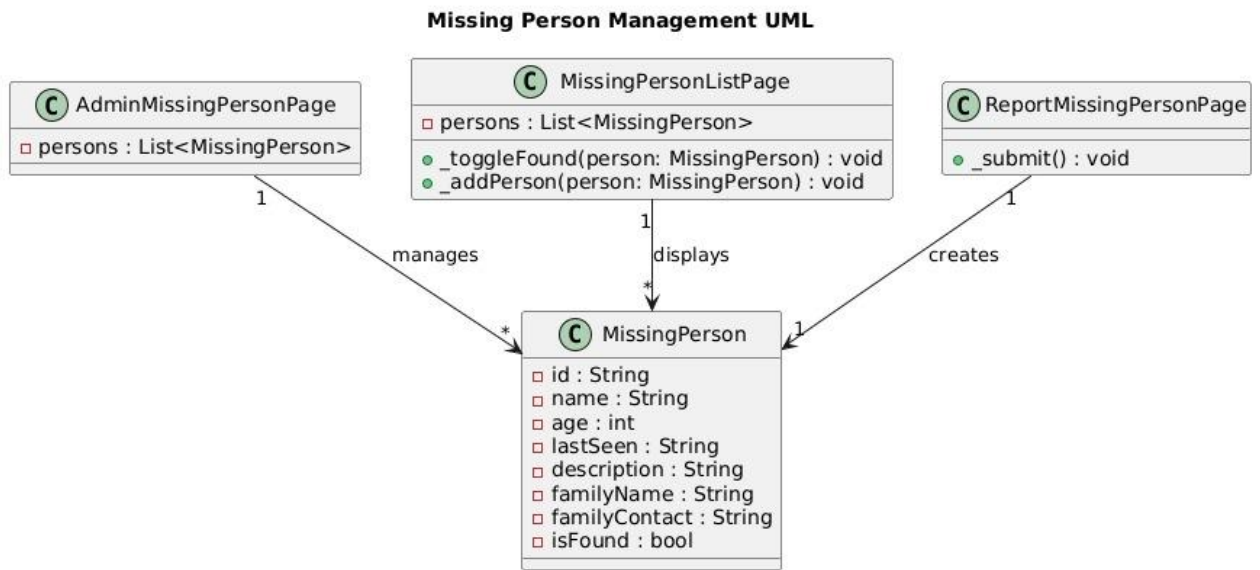 Missing Person Management UML
C AdminMissingPersonPage
persons : List<MissingPerson>
C MissingPersonListPage
persons : List<MissingPerson>
_toggleFound(person: MissingPerson) : void
_addPerson(person: MissingPerson) : void
C ReportMissingPersonPage
_submit() : void
1
1
1
manages
displays
creates
*
*
1
C MissingPerson
id : String
name : String
age : int
lastSeen : String
description : String
familyName : String
familyContact : String
isFound : bool